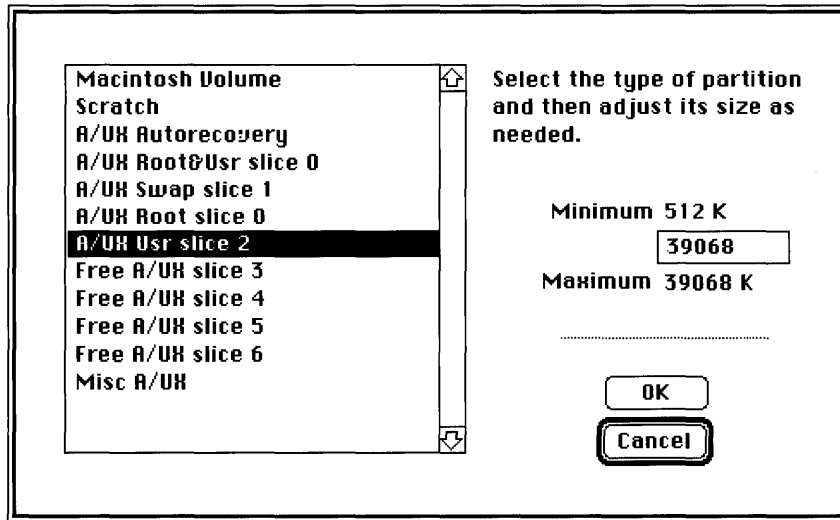 Macintosh Volume
Scratch
A/UX Autorecovery
A/UX Root&Usr slice 0
A/UX Swap slice 1
A/UX Root slice 0
A/UX Usr slice 2
Free A/UX slice 3
Free A/UX slice 4
Free A/UX slice 5
Free A/UX slice 6
Misc A/UX
Select the type of partition
and then adjust its size as
needed.
Minimum 512 K
39068
Maximum 39068 K
OK
Cancel